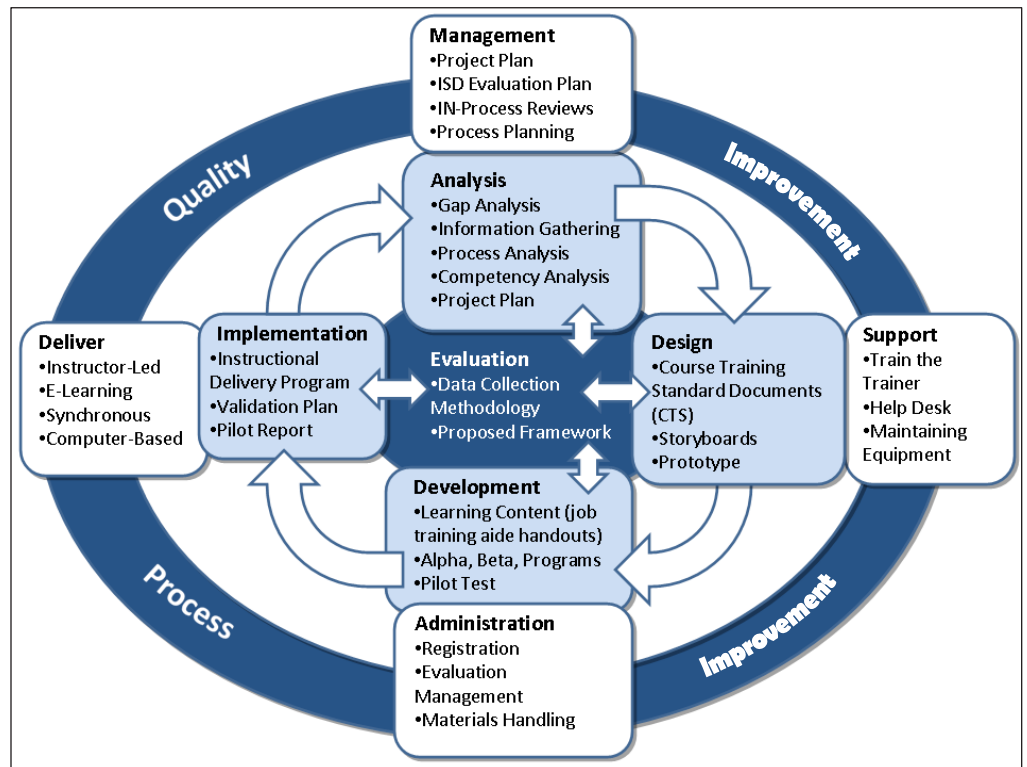 Management
•Project Plan
•ISD Evaluation Plan
•IN-Process Reviews
•Process Planning
Quality
Improvement
Analysis
•Gap Analysis
•Information Gathering
•Process Analysis
•Competency Analysis
•Project Plan
Deliver
•Instructor-Led
•E-Learning
•Synchronous
•Computer-Based
Implementation
•Instructional
Delivery Program
•Validation Plan
•Pilot Report
Evaluation
•Data Collection
Methodology
•Proposed Framework
Design
•Course Training
Standard Documents
(CTS)
•Storyboards
•Prototype
Support
•Train the
Trainer
•Help Desk
•Maintaining
Equipment
Development
•Learning Content (job
training aide handouts)
•Alpha, Beta, Programs
•Pilot Test
Process
Improvement
Administration
•Registration
•Evaluation
Management
•Materials Handling